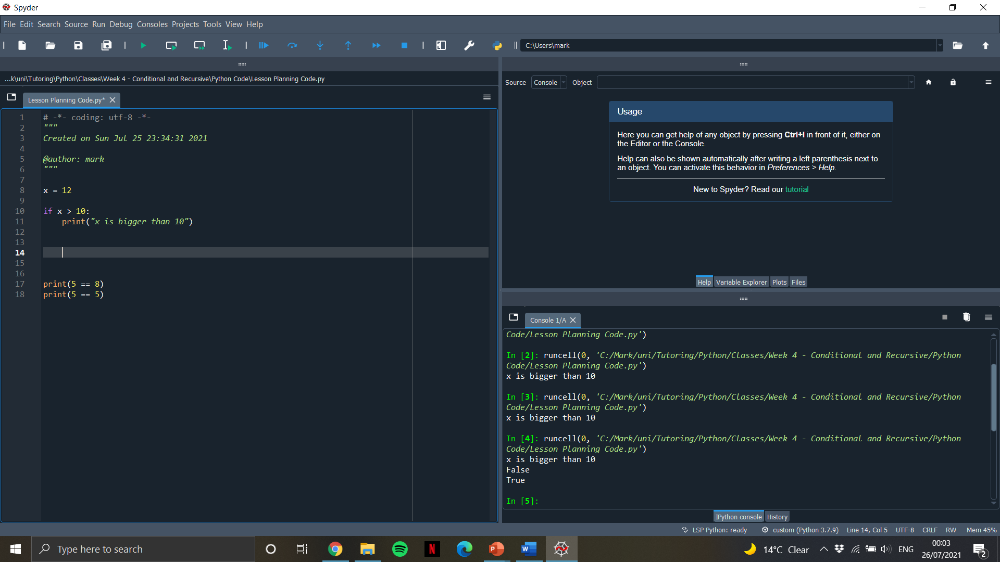 Spyder
File Edit Search Source Run Debug Consoles Projects Tools View Help
C:\Users\mark
...k\uni\Tutoring\Python\Classes\Week 4 - Conditional and Recursive\Python Code\Lesson Planning Code.py
Lesson Planning Code.py*
1 # -*- coding: utf-8 -*-
2 """
3 Created on Sun Jul 25 23:34:31 2021
4
5 @author: mark
6 """
7
8 x = 12
9
10 if x > 10:
11     print("x is bigger than 10")
12
13
14
15
16
17 print(5 == 8)
18 print(5 == 5)
Source Console Object
Usage
Here you can get help of any object by pressing Ctrl+I in front of it, either on
the Editor or the Console.
Help can also be shown automatically after writing a left parenthesis next to
an object. You can activate this behavior in Preferences > Help.
New to Spyder? Read our tutorial
Help Variable Explorer Plots Files
Console 1/A
Code/Lesson Planning Code.py')
In [2]: runcell(0, 'C:/Mark/uni/Tutoring/Python/Classes/Week 4 - Conditional and Recursive/Python
Code/Lesson Planning Code.py')
x is bigger than 10
In [3]: runcell(0, 'C:/Mark/uni/Tutoring/Python/Classes/Week 4 - Conditional and Recursive/Python
Code/Lesson Planning Code.py')
x is bigger than 10
In [4]: runcell(0, 'C:/Mark/uni/Tutoring/Python/Classes/Week 4 - Conditional and Recursive/Python
Code/Lesson Planning Code.py')
x is bigger than 10
False
True
In [5]:
IPython console History
LSP Python: ready custom (Python 3.7.9) Line 14, Col 5 UTF-8 CRLF RW Mem 45%
Type here to search
N
P
W
14°C Clear
ENG
00:03
26/07/2021
2